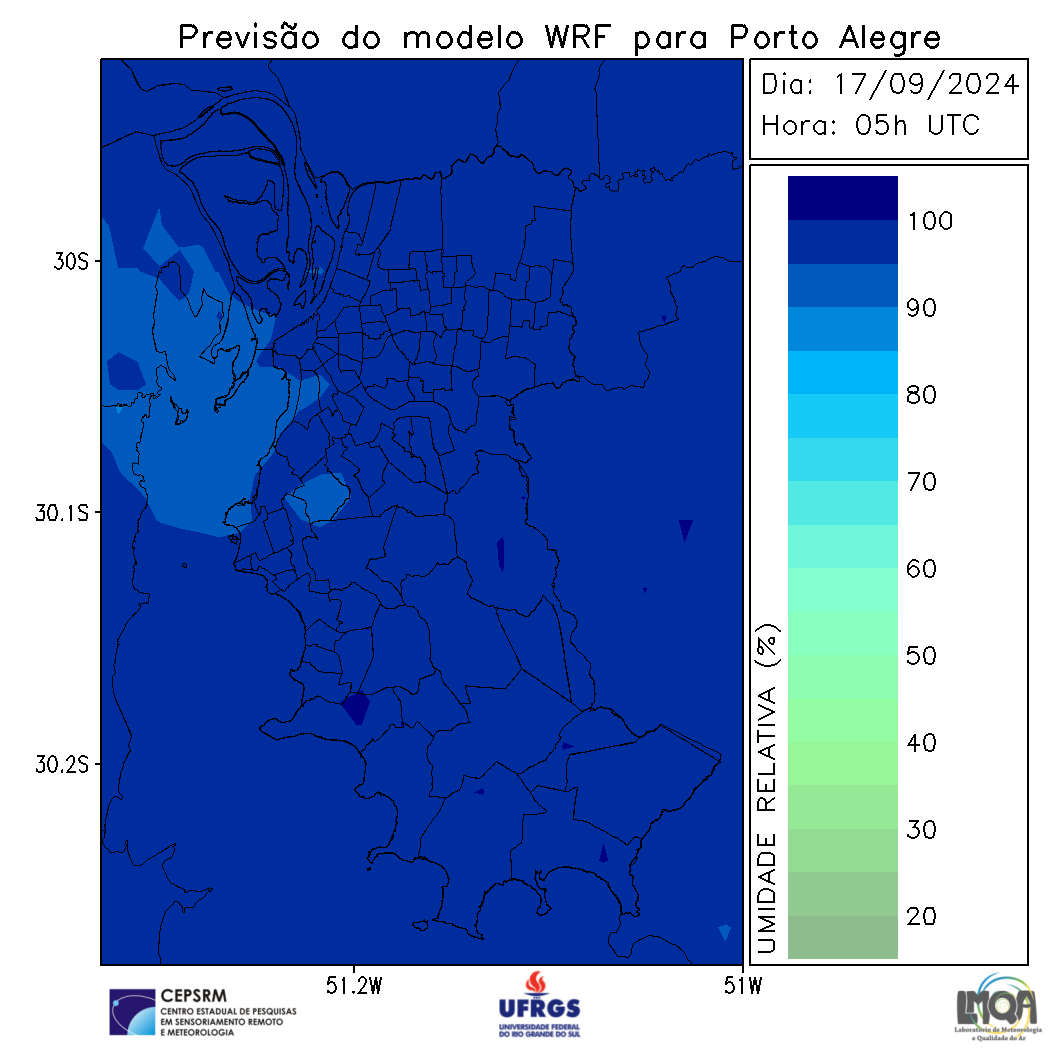 Previsão do modelo WRF para Porto Alegre
Dia: 17/09/2024
Hora: 05h UTC
30S
30.1S
30.2S
51.2W
51W
UMIDADE RELATIVA (%)
100
90
80
70
60
50
40
30
20
CEPSRM
CENTRO ESTADUAL DE PESQUISAS
EM SENSORIAMENTO REMOTO
E METEOROLOGIA
UFRGS
UNIVERSIDADE FEDERAL
DO RIO GRANDE DO SUL
LMQA
Laboratório de Meteorologia
e Qualidade do Ar